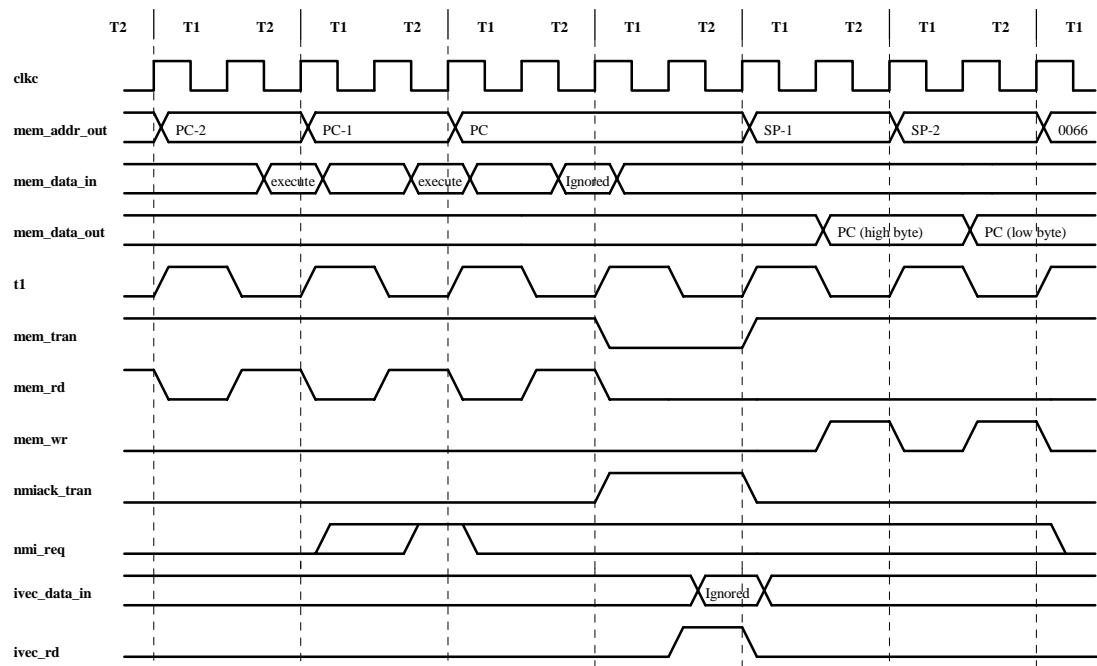 T2 T1 T2 T1 T2 T1 T2 T1 T2 T1 T2 T1 T2 T1
clkc
mem_addr_out PC-2 PC-1 PC SP-1 SP-2 0066
mem_data_in execute execute Ignored
mem_data_out PC (high byte) PC (low byte)
t1
mem_tran
mem_rd
mem_wr
nmiack_tran
nmi_req
ivec_data_in Ignored
ivec_rd